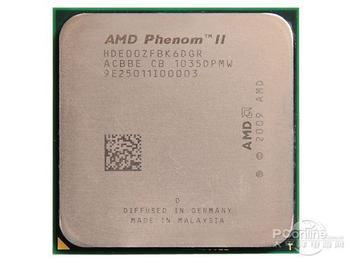 AMD Phenom™ II
HDE00ZFBK6DGR
ACBBE CB 1035DPMW
9E25011I00003
AMD
© 2009 AMD
D
DIFFUSED IN GERMANY
MADE IN MALAYSIA
PConline